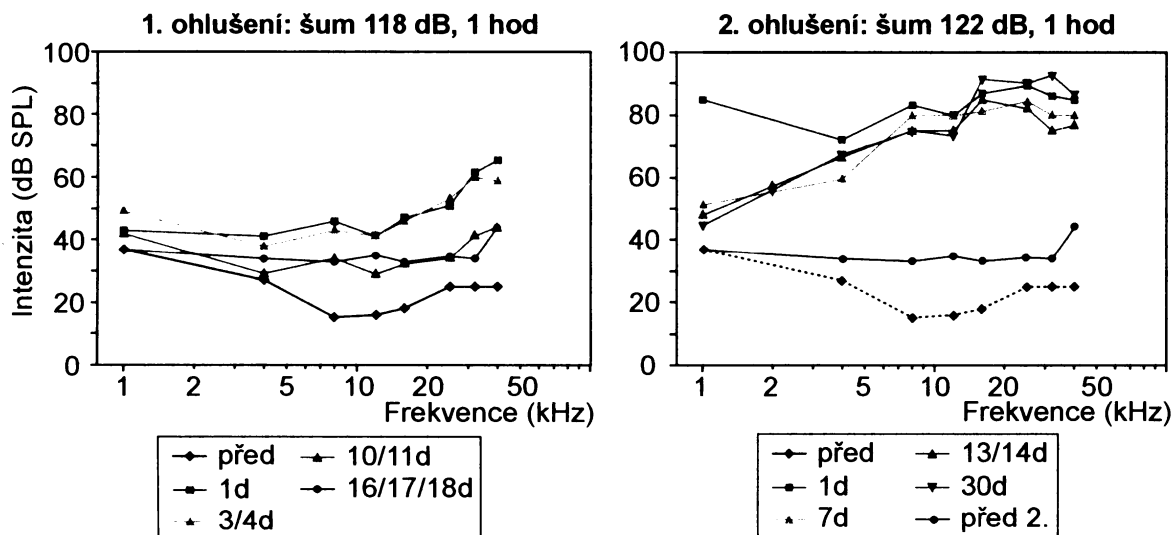 1. ohlušení: šum 118 dB, 1 hod
100
80
60
40
20
0
Intenzita (dB SPL)
1 2 5 10 20 50
Frekvence (kHz)
před
1d
3/4d
10/11d
16/17/18d
2. ohlušení: šum 122 dB, 1 hod
100
80
60
40
20
0
1 2 5 10 20 50
Frekvence (kHz)
před
1d
7d
13/14d
30d
před 2.